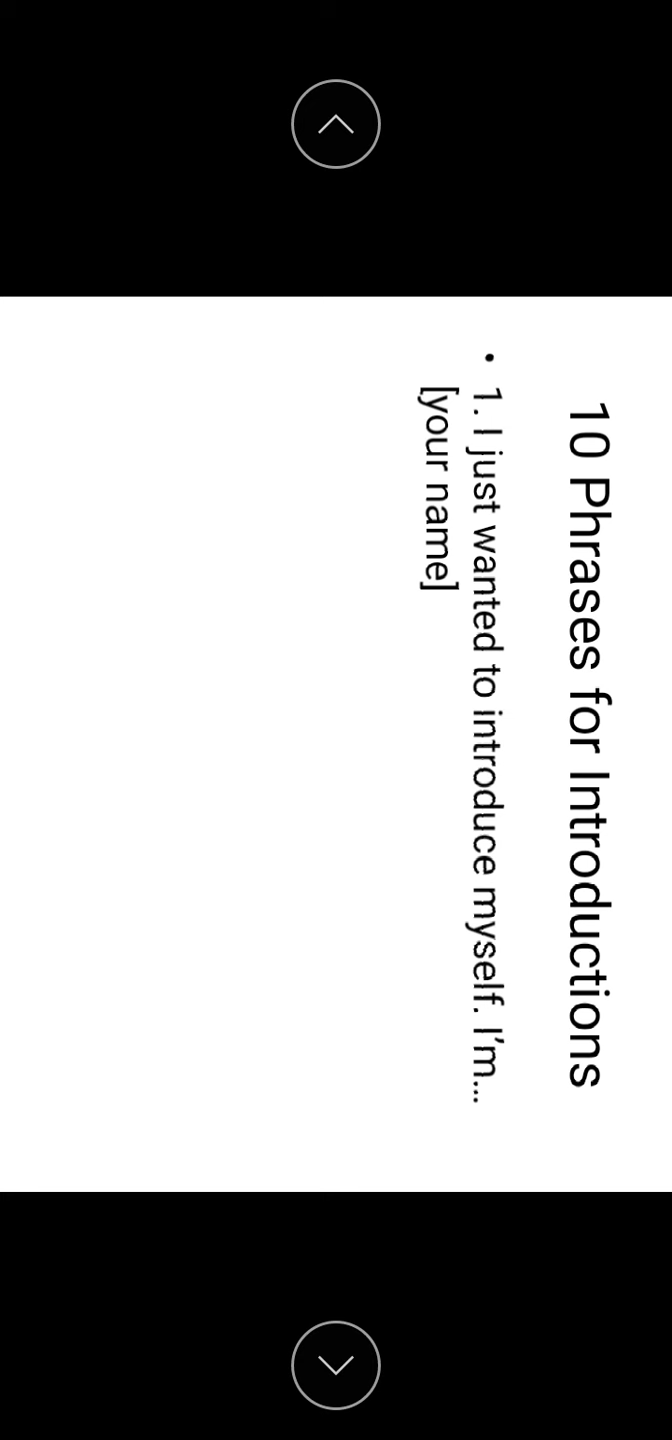 10 Phrases for Introductions
• 1. I just wanted to introduce myself. I’m...
[your name]